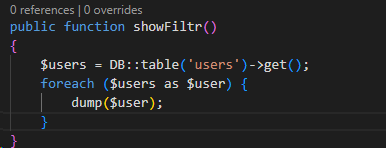 0 references | 0 overrides
public function showFiltr()
{
    $users = DB::table('users')->get();
    foreach ($users as $user) {
        dump($user);
    }
}